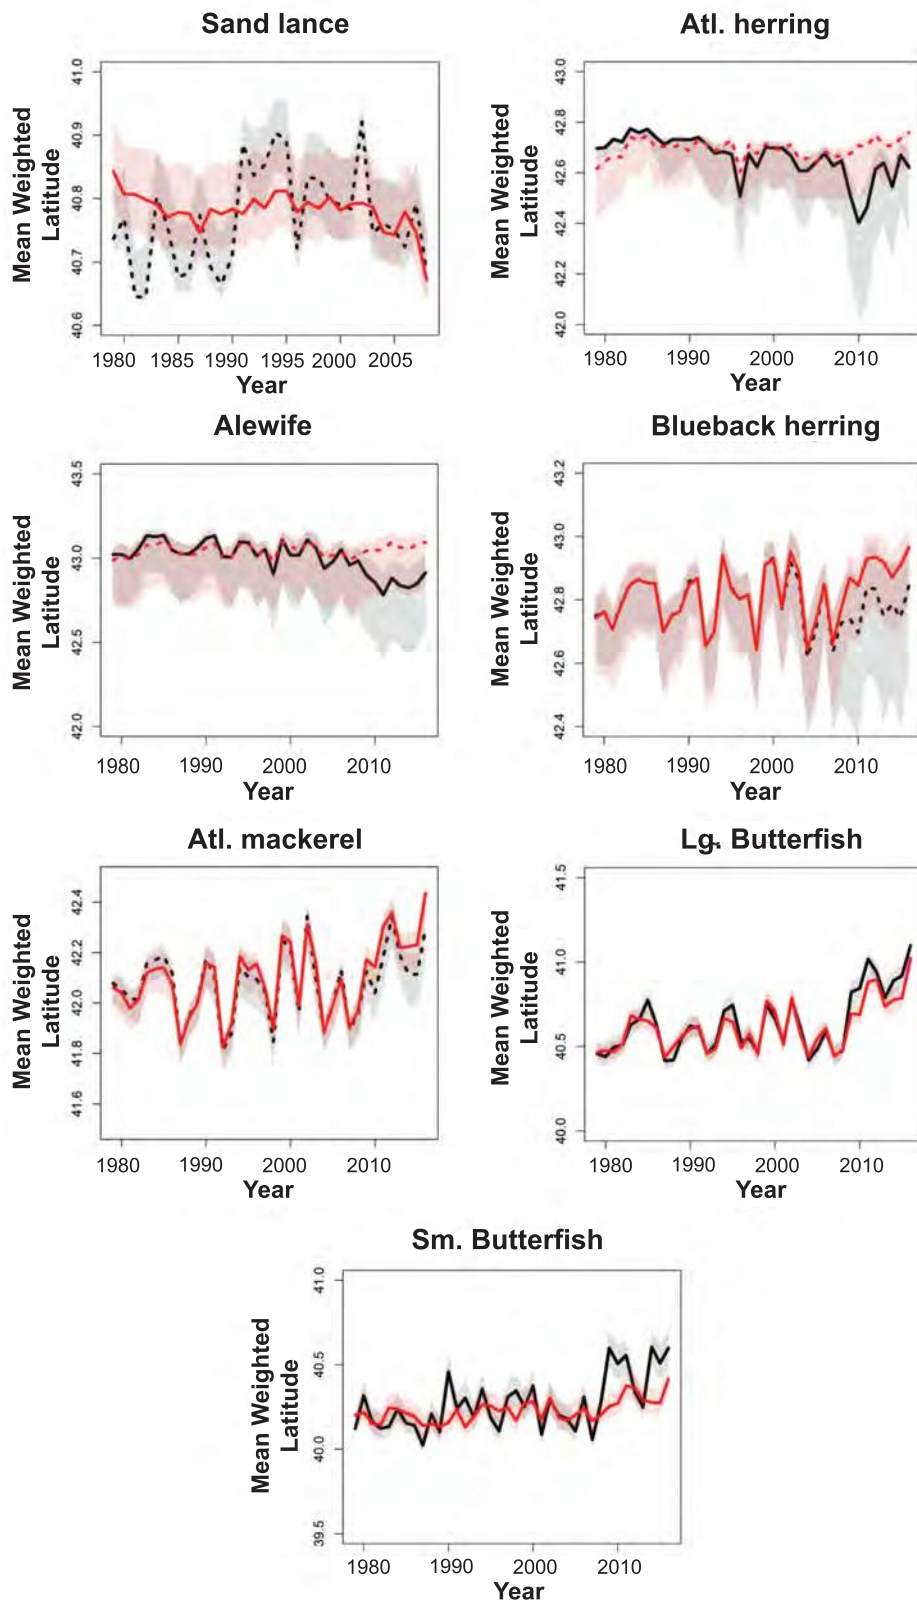 Sand lance
Mean Weighted
Latitude
41.0
40.9
40.8
40.7
40.6
1980 1985 1990 1995 2000 2005
Year
Atl. herring
Mean Weighted
Latitude
43.0
42.8
42.6
42.4
42.2
42.0
1980 1990 2000 2010
Year
Alewife
Mean Weighted
Latitude
43.5
43.0
42.5
42.0
1980 1990 2000 2010
Year
Blueback herring
Mean Weighted
Latitude
43.2
43.0
42.8
42.6
42.4
1980 1990 2000 2010
Year
Atl. mackerel
Mean Weighted
Latitude
42.4
42.2
42.0
41.8
41.6
1980 1990 2000 2010
Year
Lg. Butterfish
Mean Weighted
Latitude
41.5
41.0
40.5
40.0
1980 1990 2000 2010
Year
Sm. Butterfish
Mean Weighted
Latitude
41.0
40.5
40.0
39.5
1980 1990 2000 2010
Year